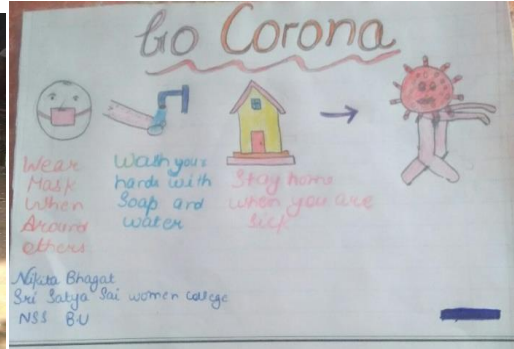 Go Corona
Wear
Mask
When
Around
others
Wash your
hands with
Soap and
water
Stay home
when you are
Sick
Nikita Bhagat
Sri Satya Sai women college
NSS BU